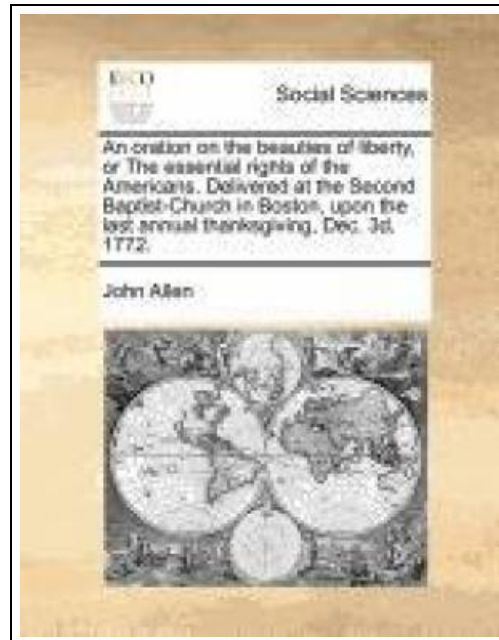 ECCO
Social Sciences
An oration on the beauties of liberty,
or The essential rights of the
Americans. Delivered at the Second
Baptist-Church in Boston, upon the
last annual thanksgiving, Dec. 3d,
1772.
John Allen